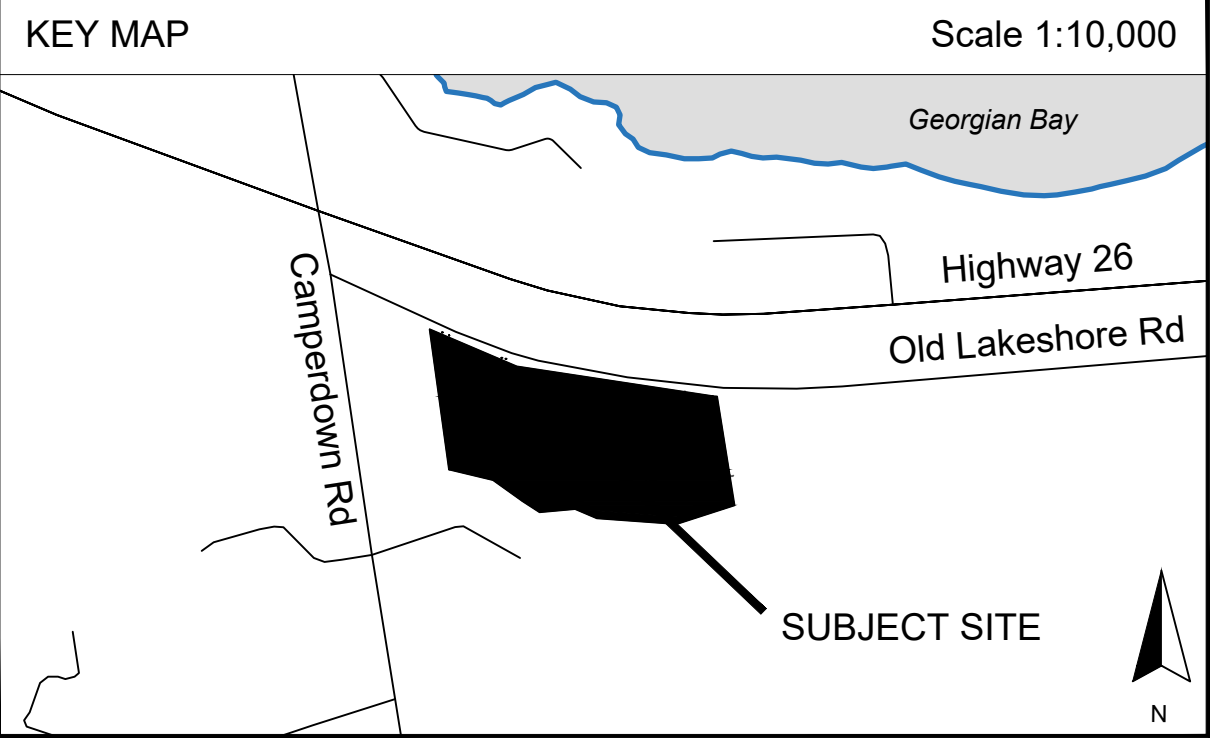 KEY MAP
Scale 1:10,000
Georgian Bay
Highway 26
Old Lakeshore Rd
Camperdown Rd
SUBJECT SITE
N